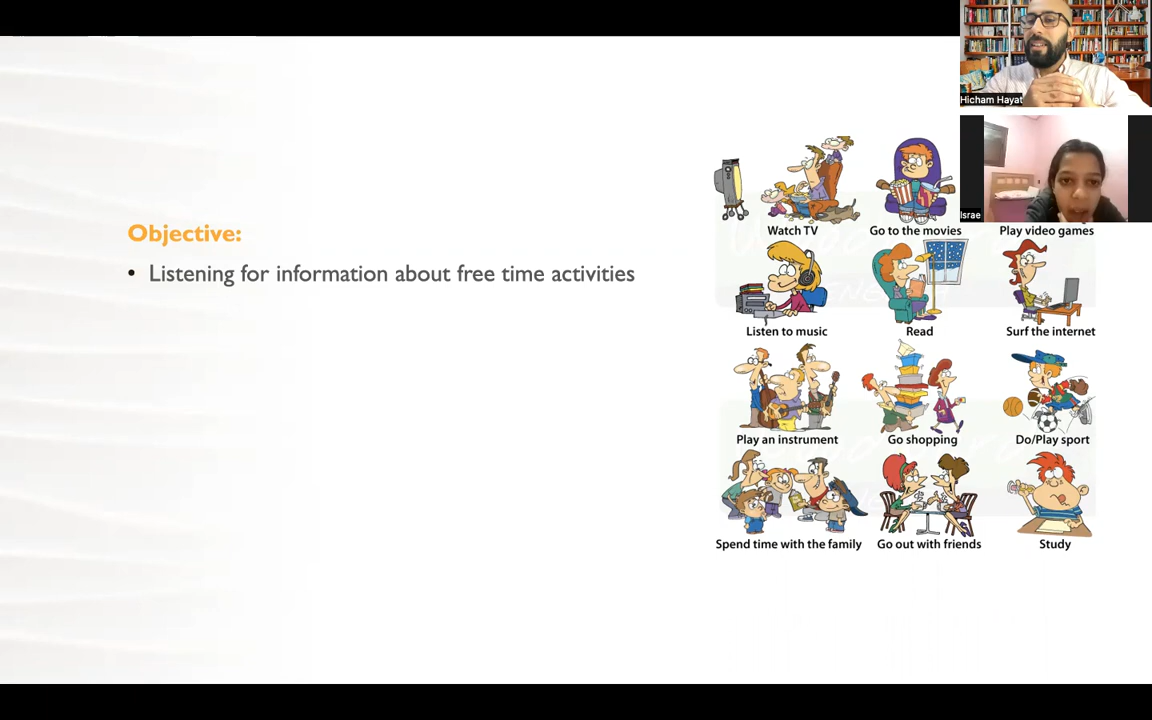 Hicham Hayat
Israe
Objective:
• Listening for information about free time activities
Watch TV
Go to the movies
Play video games
Listen to music
Read
Surf the internet
Play an instrument
Go shopping
Do/Play sport
Spend time with the family
Go out with friends
Study